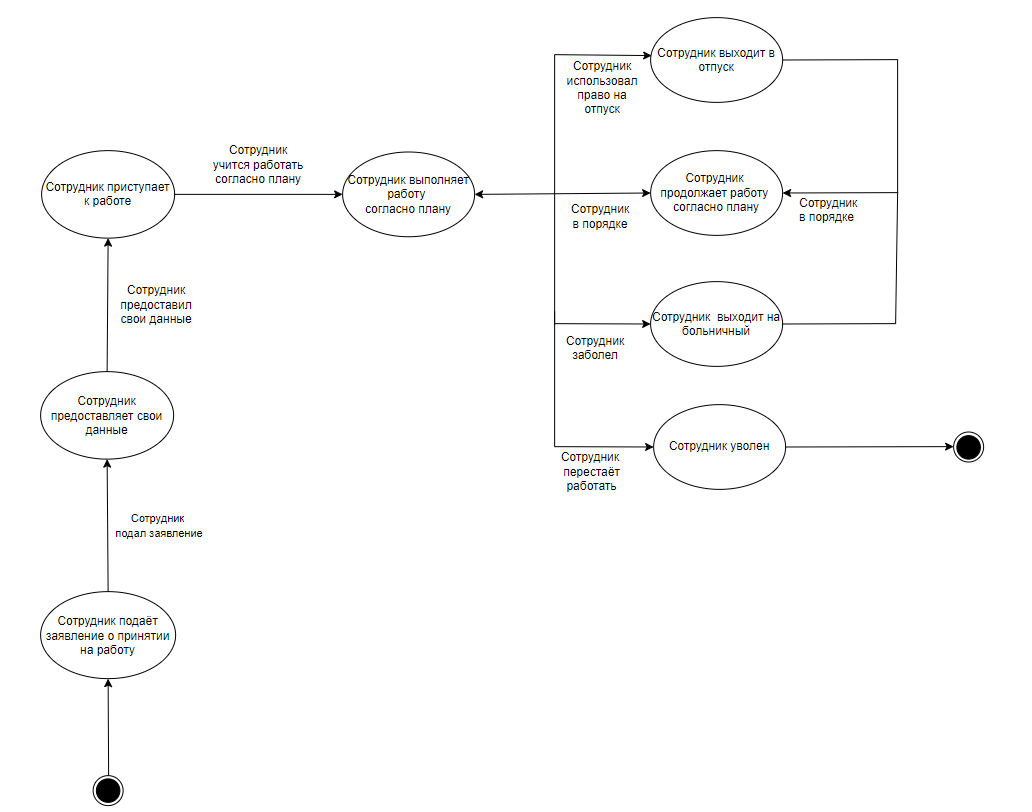 Сотрудник выходит в
отпуск
Сотрудник
использовал
право на
отпуск
Сотрудник
учится работать
согласно плану
Сотрудник приступает
к работе
Сотрудник выполняет
работу
согласно плану
Сотрудник
продолжает работу
согласно плану
Сотрудник
в порядке
Сотрудник
в порядке
Сотрудник
предоставил
свои данные
Сотрудник  выходит на
больничный
Сотрудник
заболел
Сотрудник
предоставляет свои
данные
Сотрудник уволен
Сотрудник
перестаёт
работать
Сотрудник
подал заявление
Сотрудник подаёт
заявление о принятии
на работу